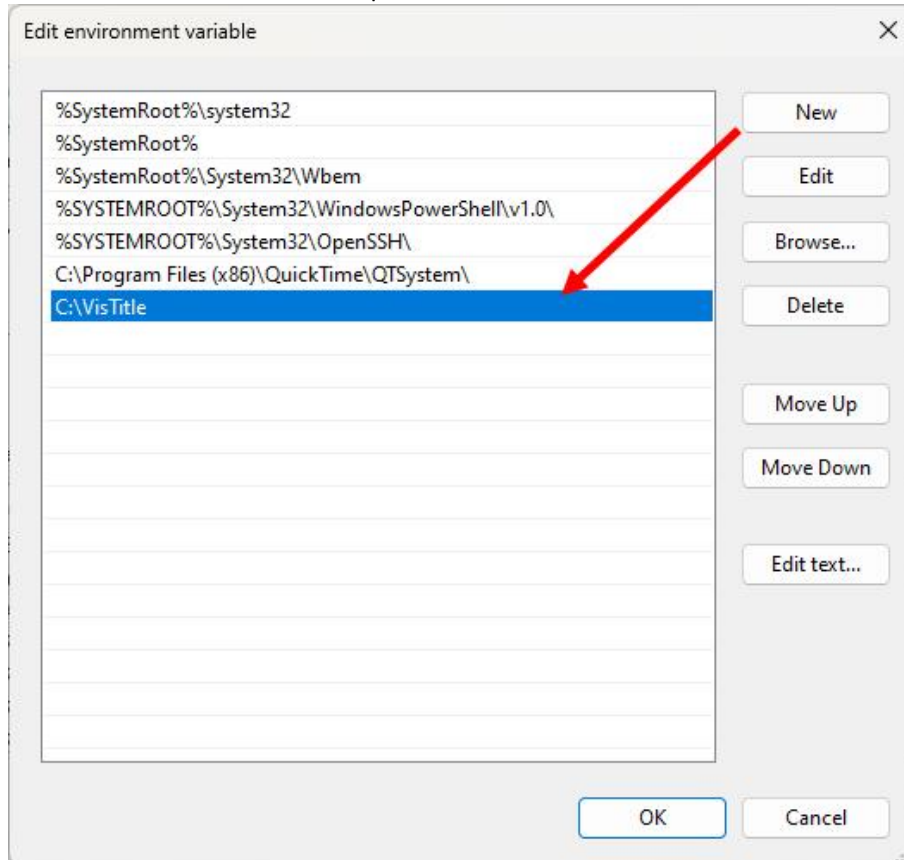 Edit environment variable
%SystemRoot%\system32
New
%SystemRoot%
%SystemRoot%\System32\Wbem
Edit
%SYSTEMROOT%\System32\WindowsPowerShell\v1.0\
%SYSTEMROOT%\System32\OpenSSH\
Browse...
C:\Program Files (x86)\QuickTime\QTSystem\
C:\VisTitle
Delete
Move Up
Move Down
Edit text...
OK
Cancel